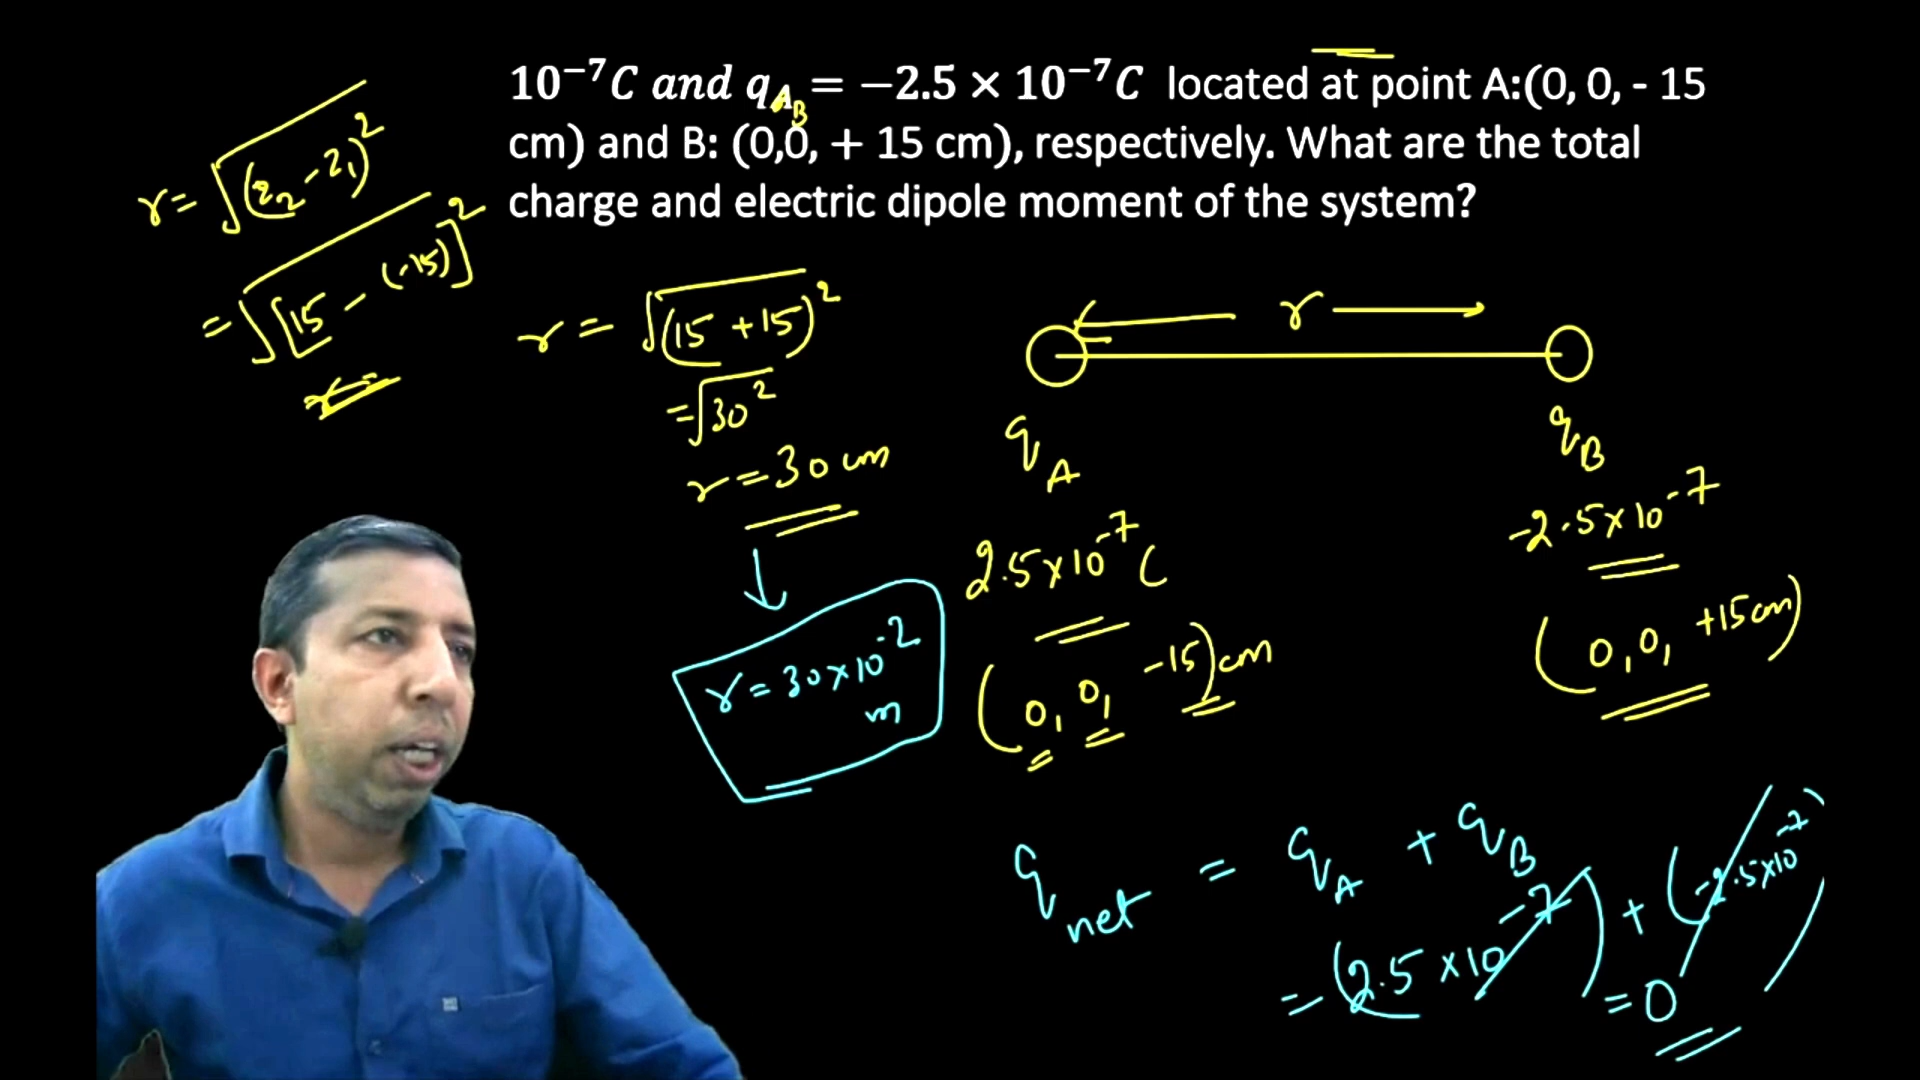 10⁻⁷C and q_A_B = −2.5 × 10⁻⁷C located at point A:(0, 0, - 15
cm) and B: (0,0, + 15 cm), respectively. What are the total
charge and electric dipole moment of the system?
r = √(z₂ - z₁)²
= √[15 - (-15)]²
r = √(15 + 15)²
= √30²
r = 30 cm
r = 30×10⁻² m
r
q_A
q_B
2.5×10⁻⁷ C
-2.5×10⁻⁷
(0, 0, -15) cm
(0, 0, +15 cm)
q_net = q_A + q_B
= (2.5 ×10⁻⁷) + (-2.5×10⁻⁷)
= 0